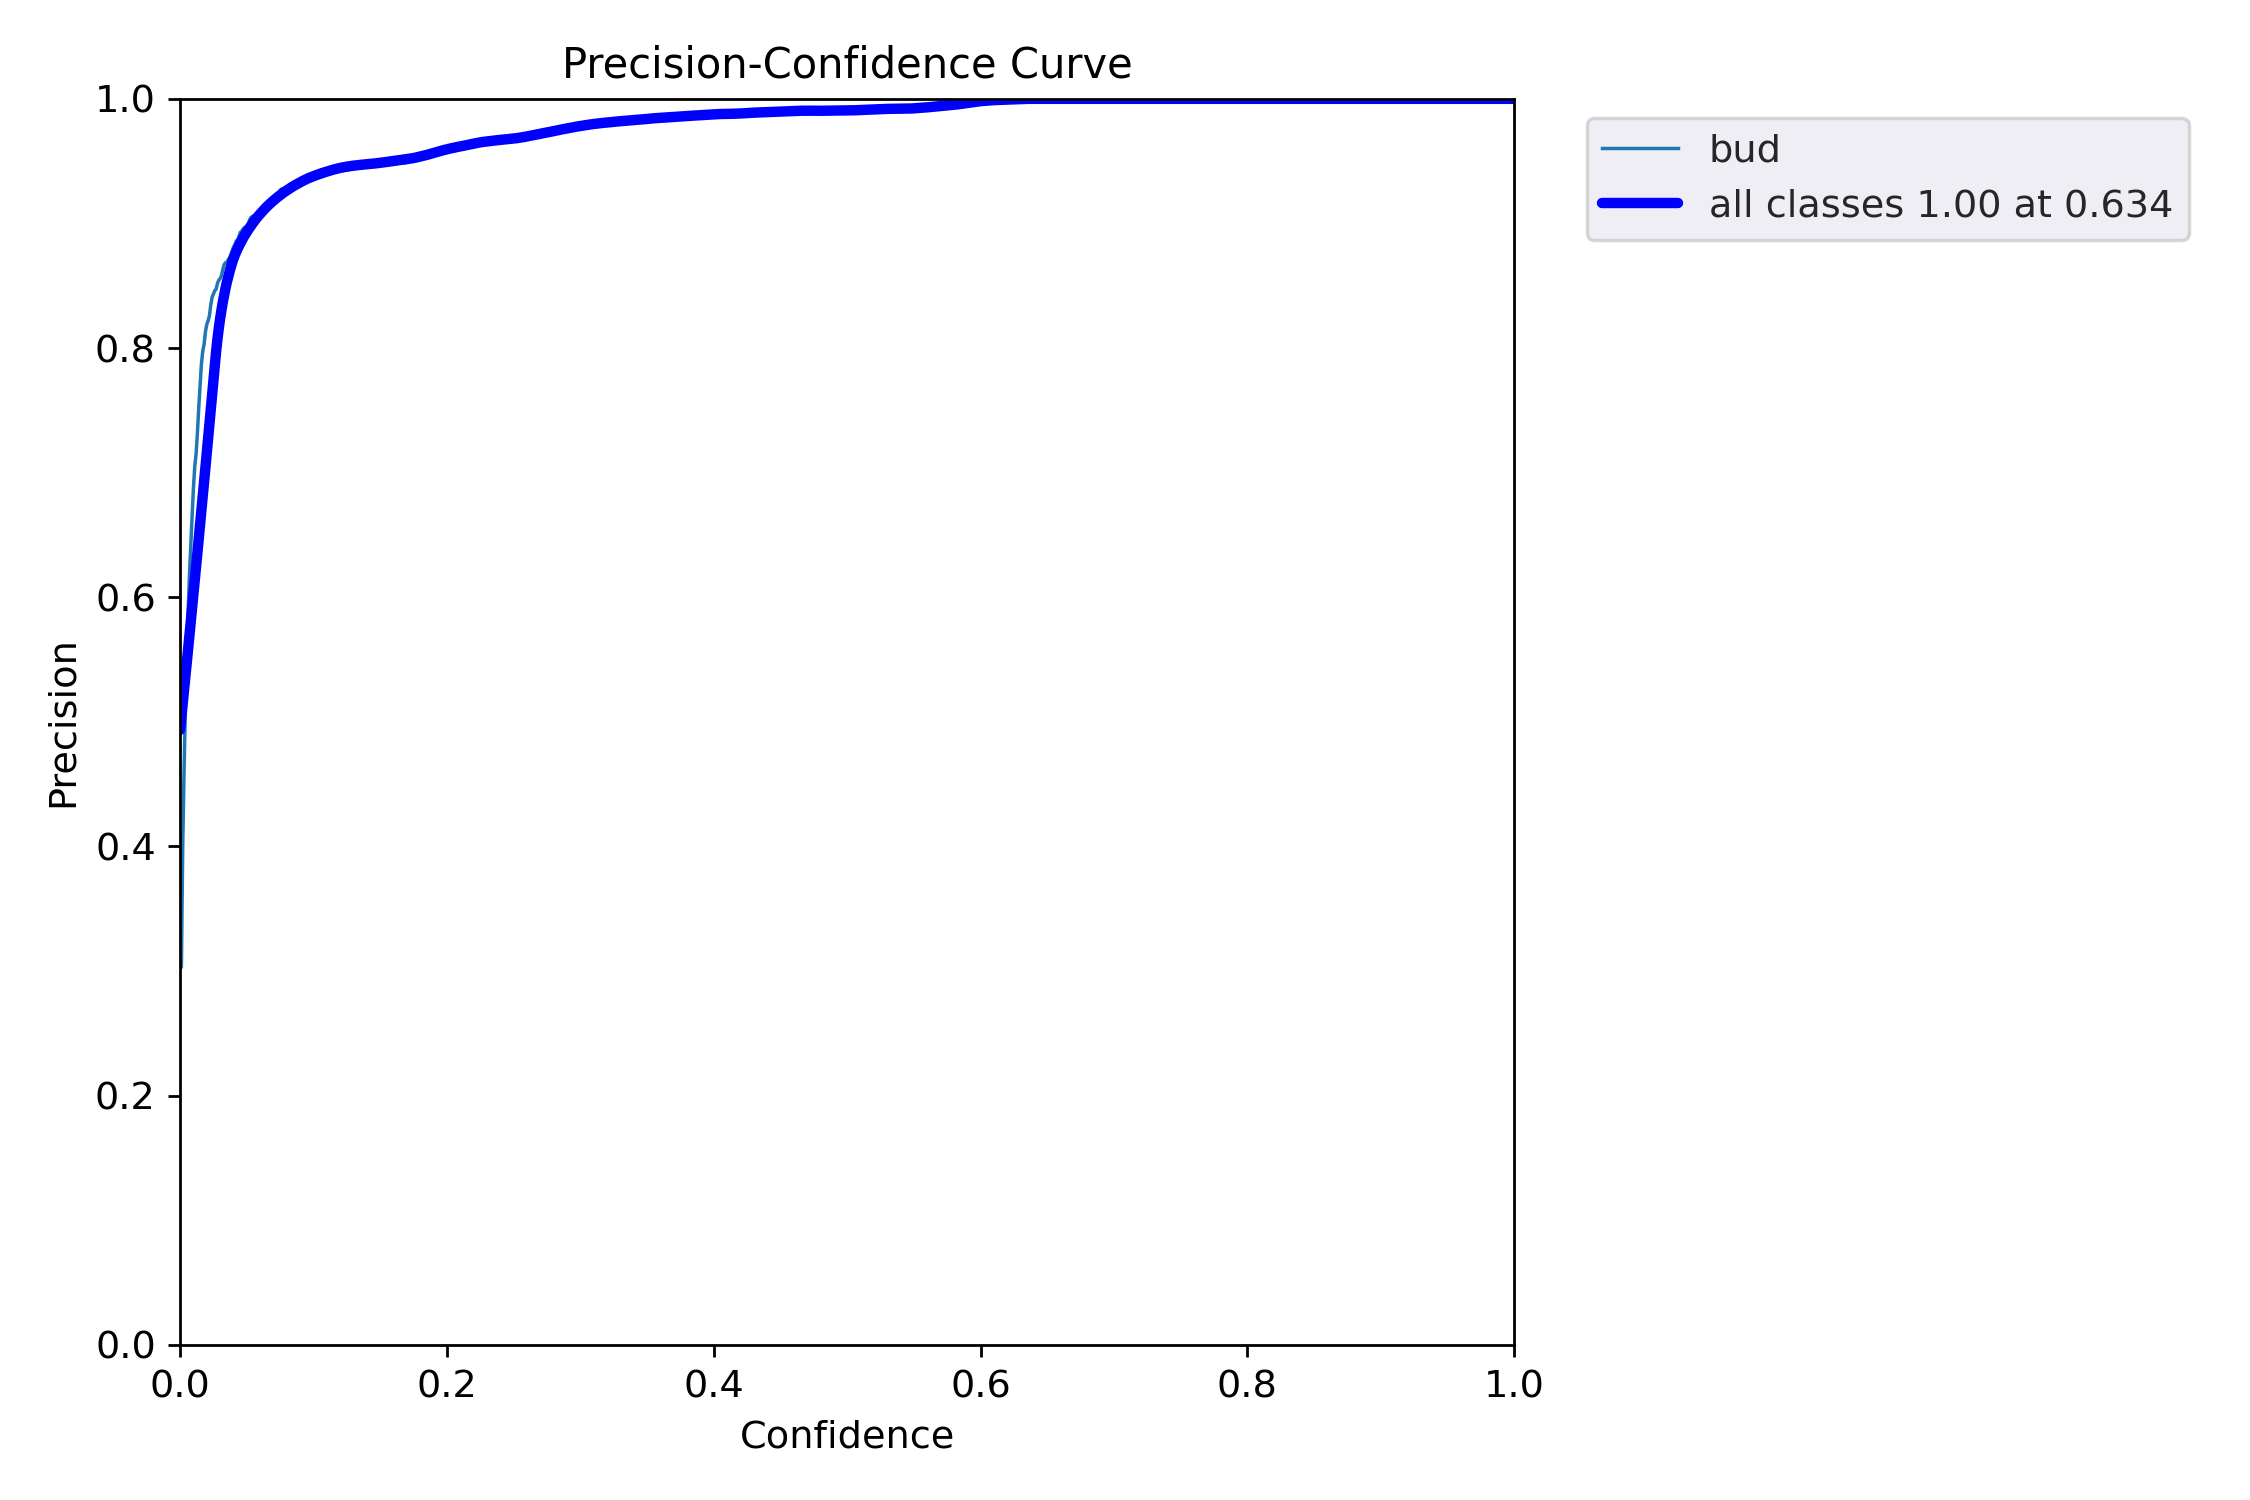 Precision-Confidence Curve
1.0
0.8
0.6
0.4
0.2
0.0
Precision
0.0 0.2 0.4 0.6 0.8 1.0
Confidence
bud
all classes 1.00 at 0.634